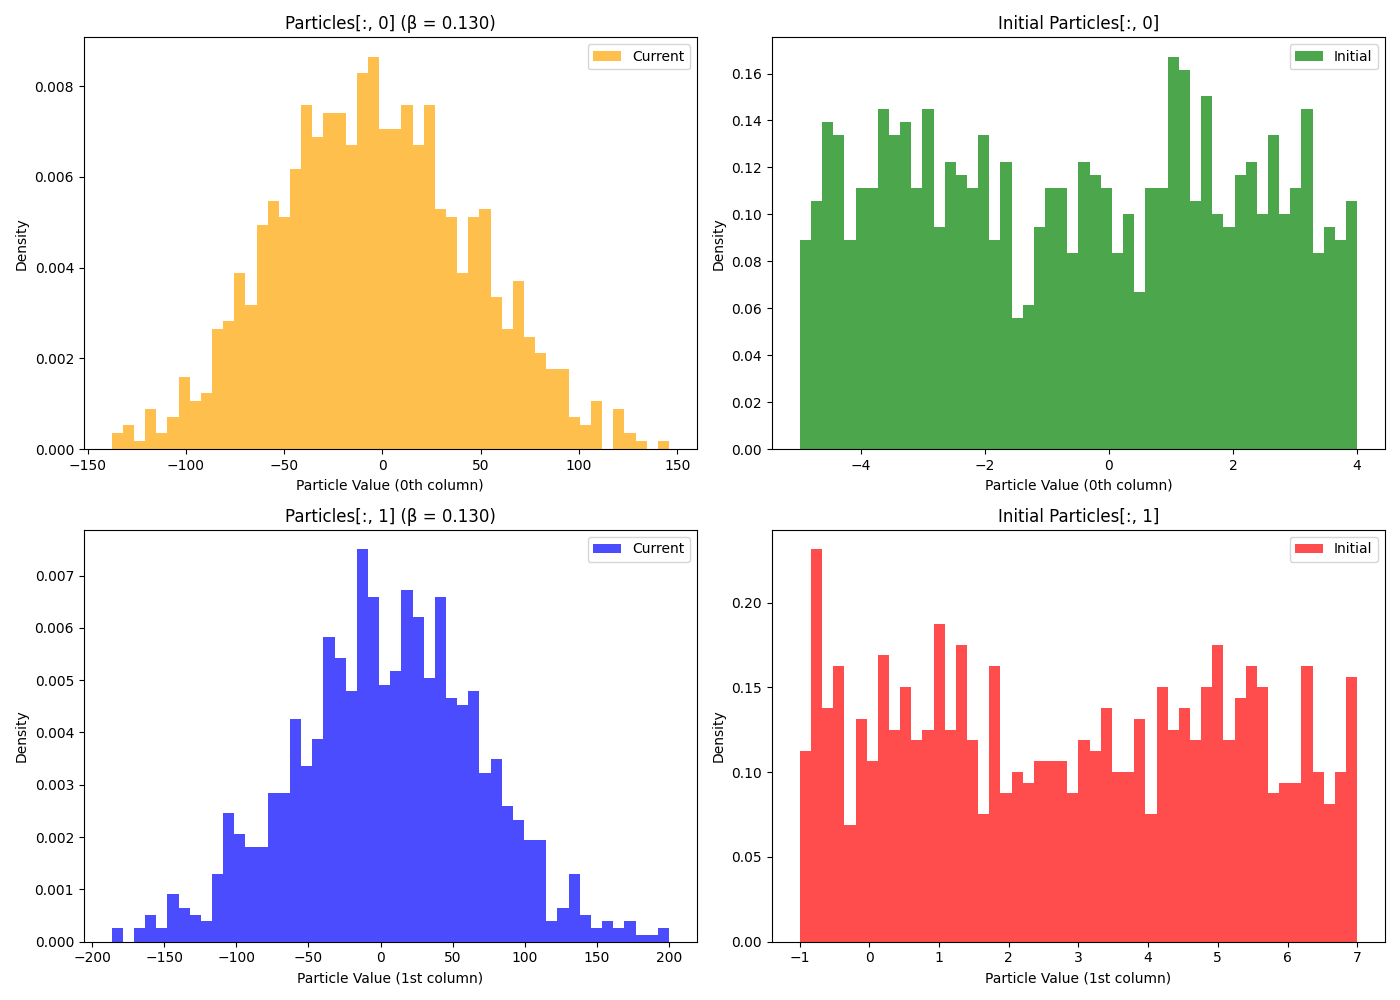 Particles[:, 0] (β = 0.130)
Current
Density
0.008
0.006
0.004
0.002
0.000
−150 −100 −50 0 50 100 150
Particle Value (0th column)
Initial Particles[:, 0]
Initial
Density
0.16
0.14
0.12
0.10
0.08
0.06
0.04
0.02
0.00
−4 −2 0 2 4
Particle Value (0th column)
Particles[:, 1] (β = 0.130)
Current
Density
0.007
0.006
0.005
0.004
0.003
0.002
0.001
0.000
−200 −150 −100 −50 0 50 100 150 200
Particle Value (1st column)
Initial Particles[:, 1]
Initial
Density
0.20
0.15
0.10
0.05
0.00
−1 0 1 2 3 4 5 6 7
Particle Value (1st column)